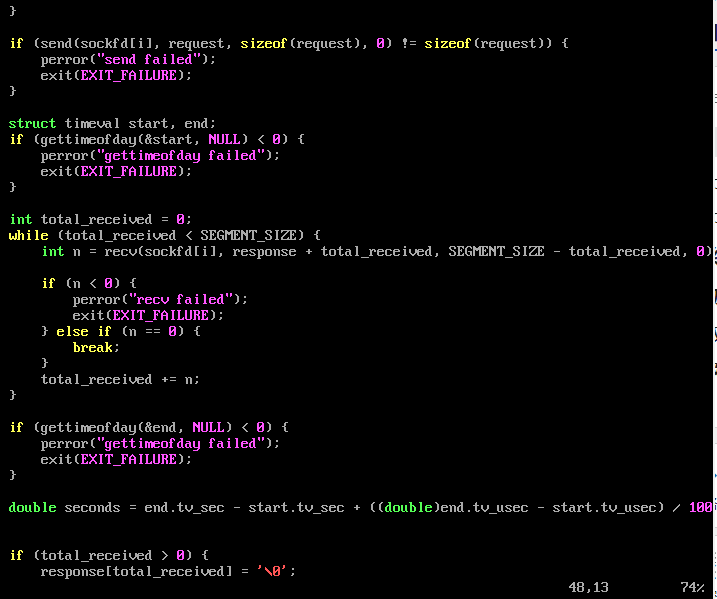 }
if (send(sockfd[i], request, sizeof(request), 0) != sizeof(request)) {
    perror("send failed");
    exit(EXIT_FAILURE);
}
struct timeval start, end;
if (gettimeofday(&start, NULL) < 0) {
    perror("gettimeofday failed");
    exit(EXIT_FAILURE);
}
int total_received = 0;
while (total_received < SEGMENT_SIZE) {
    int n = recv(sockfd[i], response + total_received, SEGMENT_SIZE - total_received, 0)
    if (n < 0) {
        perror("recv failed");
        exit(EXIT_FAILURE);
    } else if (n == 0) {
        break;
    }
    total_received += n;
}
if (gettimeofday(&end, NULL) < 0) {
    perror("gettimeofday failed");
    exit(EXIT_FAILURE);
}
double seconds = end.tv_sec - start.tv_sec + ((double)end.tv_usec - start.tv_usec) / 100
if (total_received > 0) {
    response[total_received] = '\0';
48,13 74%